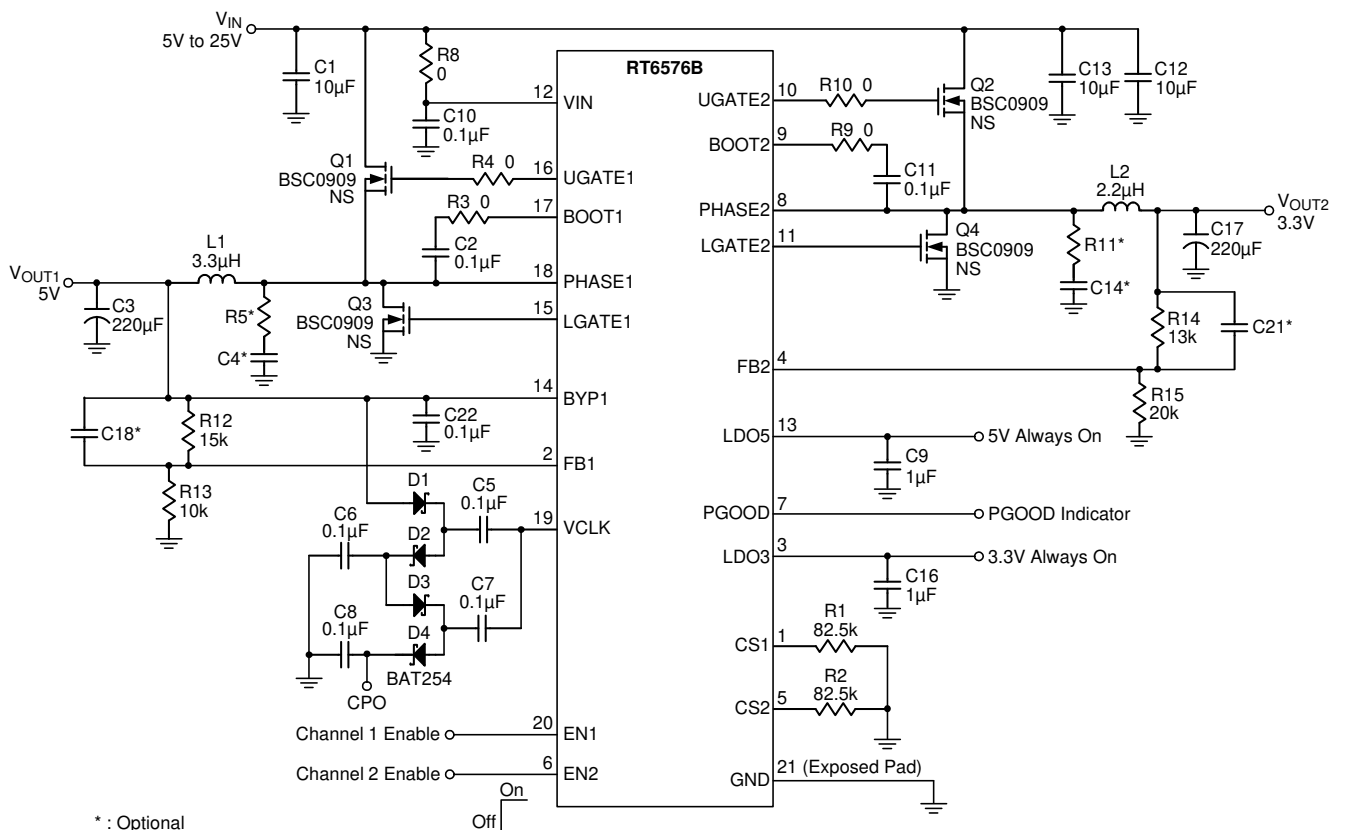 VIN
5V to 25V
C1
10µF
R8
0
12
VIN
C10
0.1µF
RT6576B
Q1
BSC0909
NS
R4 0
16
UGATE1
R3 0
17
BOOT1
C2
0.1µF
L1
3.3µH
18
PHASE1
VOUT1
5V
C3
220µF
R5*
C4*
Q3
BSC0909
NS
15
LGATE1
14
BYP1
C18*
R12
15k
C22
0.1µF
2
FB1
R13
10k
D1
C5
0.1µF
C6
0.1µF
D2
19
VCLK
D3
C7
0.1µF
C8
0.1µF
D4
BAT254
CPO
Channel 1 Enable
20
EN1
Channel 2 Enable
6
EN2
On
Off
* : Optional
UGATE2
10
R10 0
Q2
BSC0909
NS
C13
10µF
C12
10µF
BOOT2
9
R9 0
C11
0.1µF
PHASE2
8
L2
2.2µH
VOUT2
3.3V
LGATE2
11
Q4
BSC0909
NS
R11*
C14*
C17
220µF
R14
13k
C21*
FB2
4
R15
20k
LDO5
13
5V Always On
C9
1µF
PGOOD
7
PGOOD Indicator
LDO3
3
3.3V Always On
C16
1µF
CS1
1
R1
82.5k
CS2
5
R2
82.5k
GND
21 (Exposed Pad)